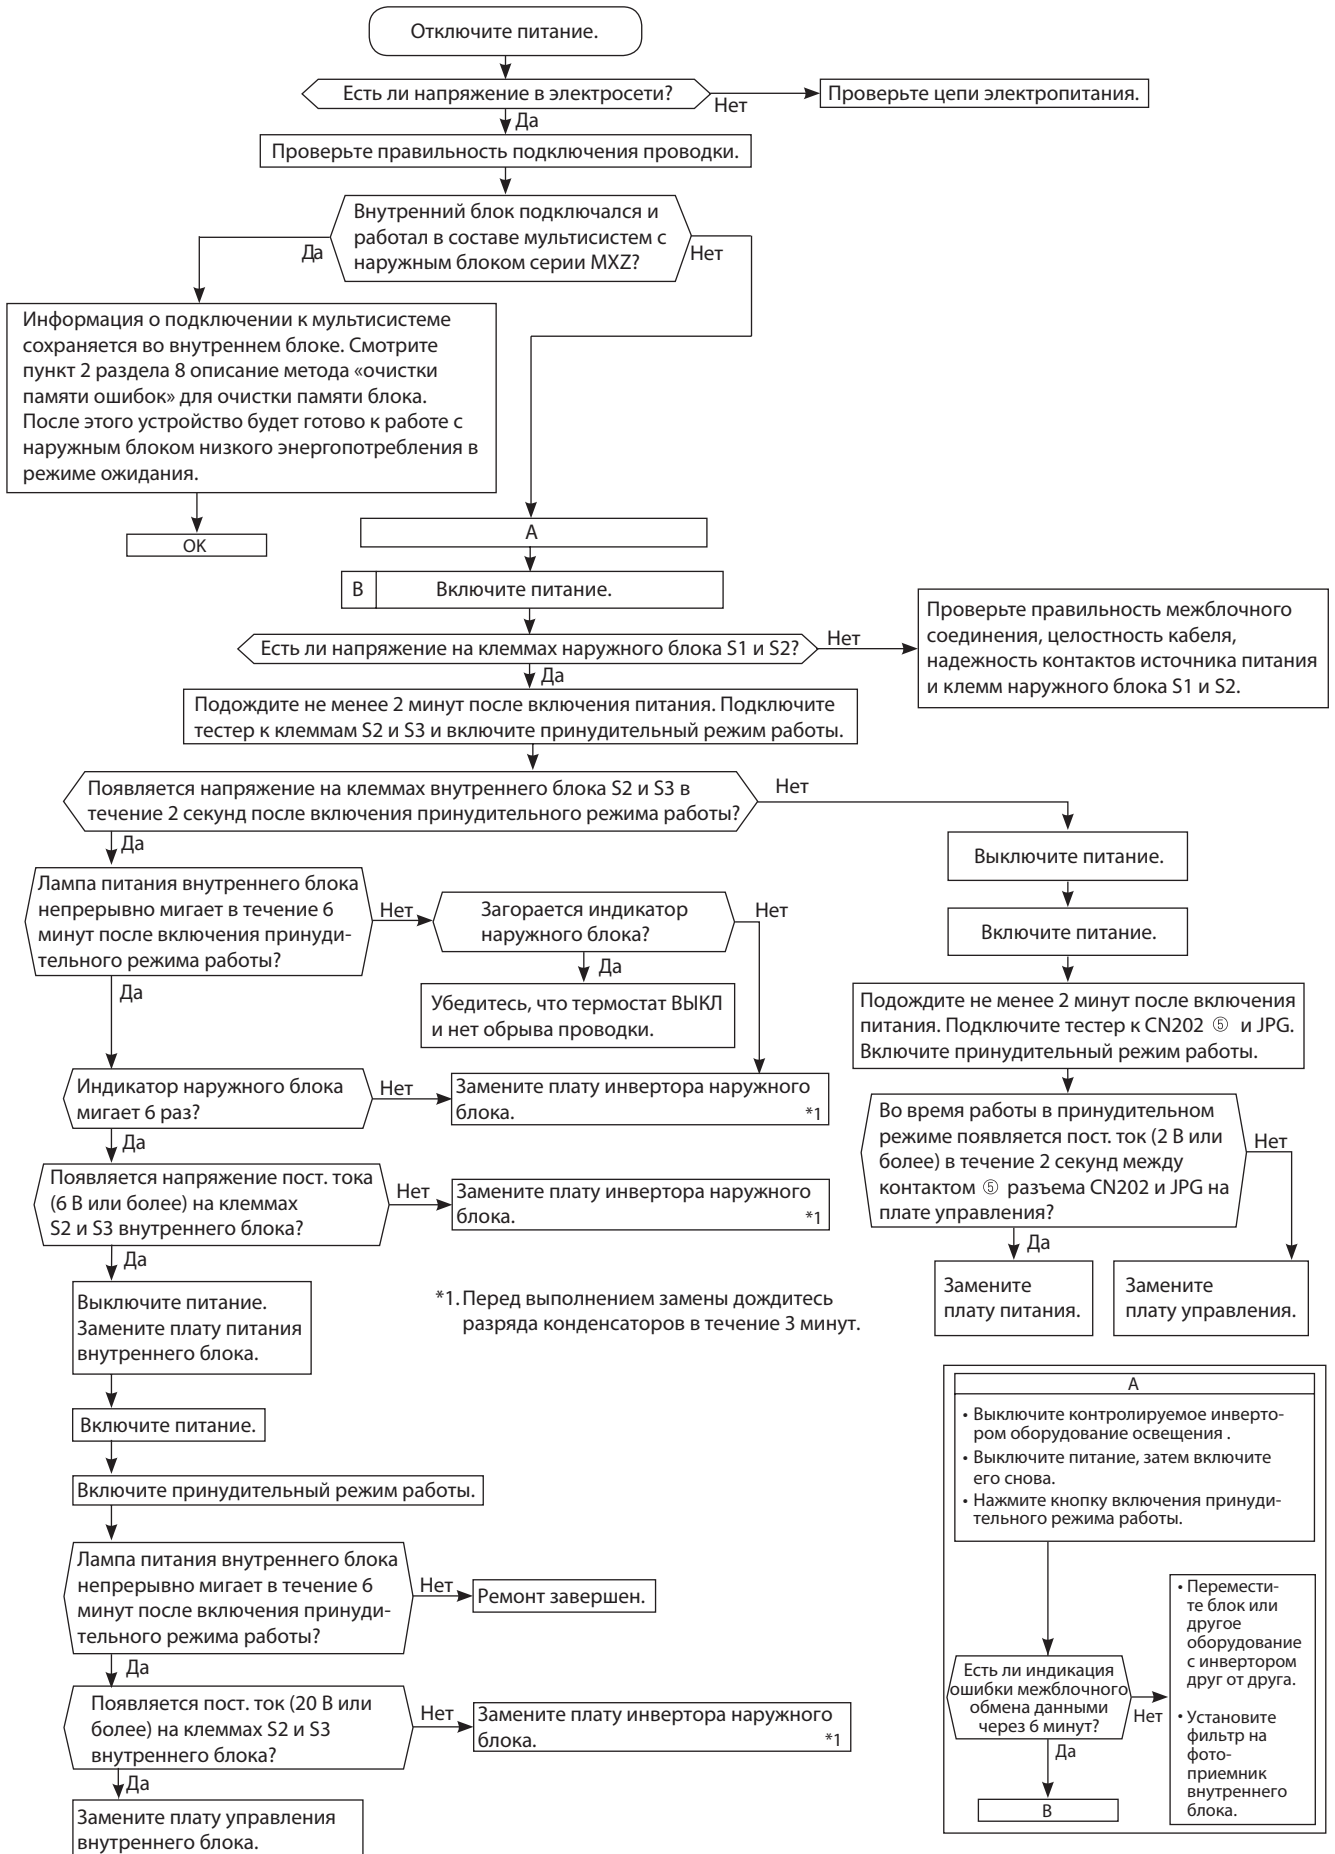 Отключите питание.
Есть ли напряжение в электросети?
Нет
Проверьте цепи электропитания.
Да
Проверьте правильность подключения проводки.
Внутренний блок подключался и
работал в составе мультисистем с
наружным блоком серии MXZ?
Да
Нет
Информация о подключении к мультисистеме
сохраняется во внутреннем блоке. Смотрите
пункт 2 раздела 8 описание метода «очистки
памяти ошибок» для очистки памяти блока.
После этого устройство будет готово к работе с
наружным блоком низкого энергопотребления в
режиме ожидания.
OK
A
B
Включите питание.
Есть ли напряжение на клеммах наружного блока S1 и S2?
Нет
Проверьте правильность межблочного
соединения, целостность кабеля,
надежность контактов источника питания
и клемм наружного блока S1 и S2.
Да
Подождите не менее 2 минут после включения питания. Подключите
тестер к клеммам S2 и S3 и включите принудительный режим работы.
Появляется напряжение на клеммах внутреннего блока S2 и S3 в
течение 2 секунд после включения принудительного режима работы?
Нет
Да
Лампа питания внутреннего блока
непрерывно мигает в течение 6
минут после включения принуди-
тельного режима работы?
Нет
Загорается индикатор
наружного блока?
Нет
Да
Убедитесь, что термостат ВЫКЛ
и нет обрыва проводки.
Да
Индикатор наружного блока
мигает 6 раз?
Нет
Замените плату инвертора наружного
блока. *1
Да
Появляется напряжение пост. тока
(6 В или более) на клеммах
S2 и S3 внутреннего блока?
Нет
Замените плату инвертора наружного
блока. *1
Да
Выключите питание.
Замените плату питания
внутреннего блока.
*1. Перед выполнением замены дождитесь
разряда конденсаторов в течение 3 минут.
Включите питание.
Включите принудительный режим работы.
Лампа питания внутреннего блока
непрерывно мигает в течение 6
минут после включения принуди-
тельного режима работы?
Нет
Ремонт завершен.
Да
Появляется пост. ток (20 В или
более) на клеммах S2 и S3
внутреннего блока?
Нет
Замените плату инвертора наружного
блока. *1
Да
Замените плату управления
внутреннего блока.
Выключите питание.
Включите питание.
Подождите не менее 2 минут после включения
питания. Подключите тестер к CN202 ⑤ и JPG.
Включите принудительный режим работы.
Во время работы в принудительном
режиме появляется пост. ток (2 В или
более) в течение 2 секунд между
контактом ⑤ разъема CN202 и JPG на
плате управления?
Нет
Да
Замените
плату питания.
Замените
плату управления.
A
• Выключите контролируемое инверто-
ром оборудование освещения .
• Выключите питание, затем включите
его снова.
• Нажмите кнопку включения принуди-
тельного режима работы.
Есть ли индикация
ошибки межблочного
обмена данными
через 6 минут?
Нет
Да
B
• Перемести-
те блок или
другое
оборудование
с инвертором
друг от друга.
• Установите
фильтр на
фото-
приемник
внутреннего
блока.